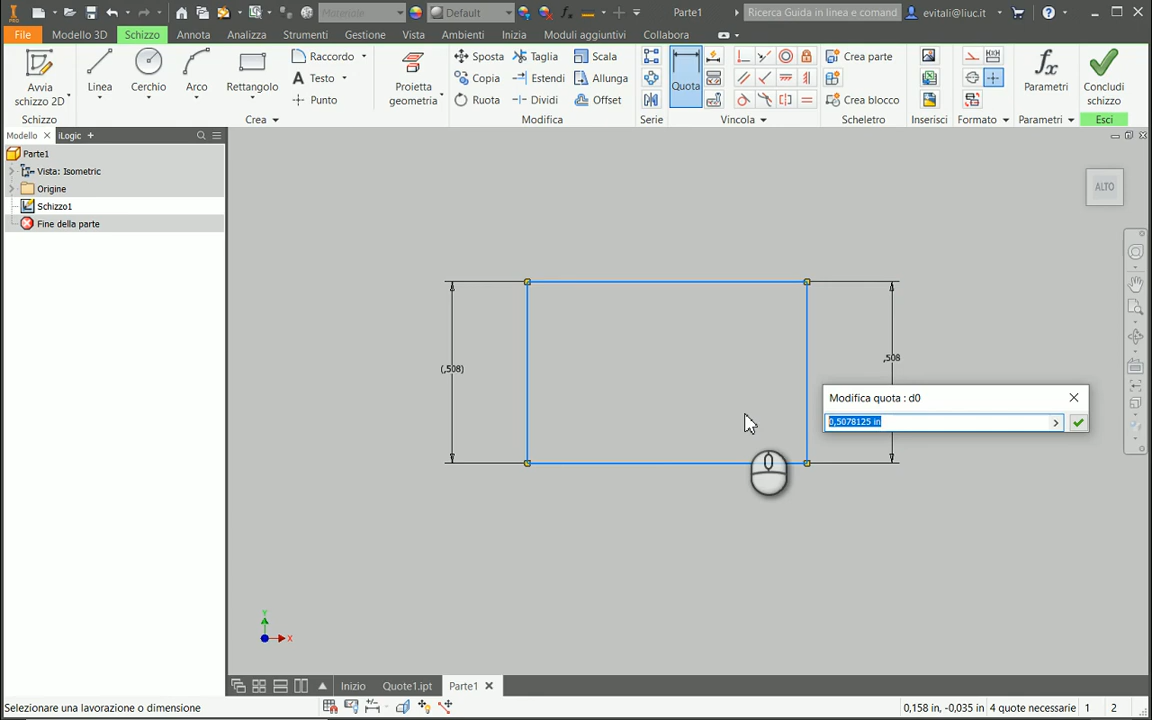 Materiale
Default
Parte1
Ricerca Guida in linea e comand
evitali@liuc.it
File
Modello 3D
Schizzo
Annota
Analizza
Strumenti
Gestione
Vista
Ambienti
Inizia
Moduli aggiuntivi
Collabora
Avvia
schizzo 2D
Linea
Cerchio
Arco
Rettangolo
Raccordo
Testo
Punto
Proietta
geometria
Sposta
Copia
Ruota
Taglia
Estendi
Dividi
Scala
Allunga
Offset
Quota
Crea parte
Crea blocco
Parametri
Concludi
schizzo
Schizzo
Crea
Modifica
Serie
Vincola
Scheletro
Inserisci
Formato
Parametri
Esci
Modello
iLogic
Parte1
Vista: Isometric
Origine
Schizzo1
Fine della parte
ALTO
(,508)
,508
Modifica quota : d0
0,5078125 in
Y
X
Inizio
Quote1.ipt
Parte1
Selezionare una lavorazione o dimensione
0,158 in, -0,035 in
4 quote necessarie
1
2